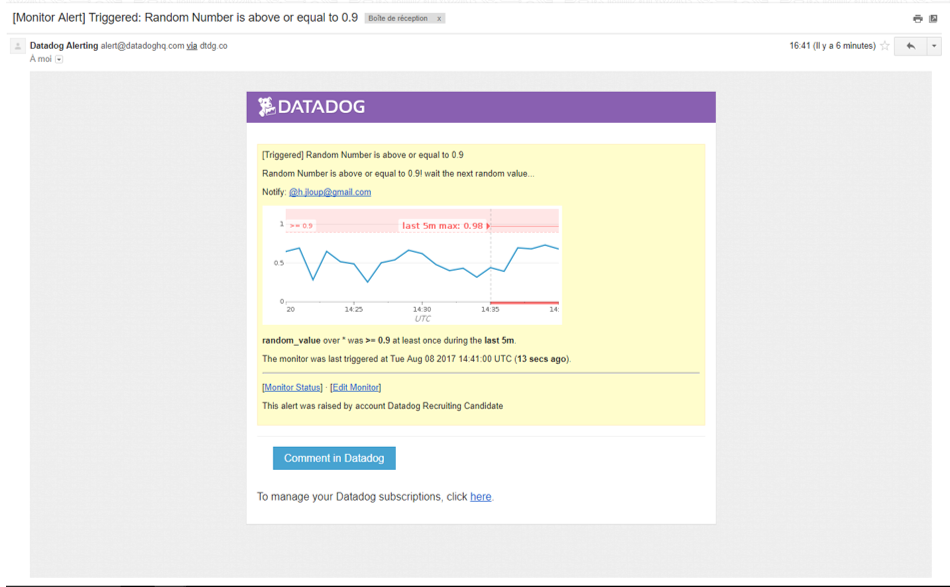 [Monitor Alert] Triggered: Random Number is above or equal to 0.9 Boîte de réception x
Datadog Alerting alert@datadoghq.com via dtdg.co 16:41 (Il y a 6 minutes)
À moi
DATADOG
[Triggered] Random Number is above or equal to 0.9
Random Number is above or equal to 0.9! wait the next random value...
Notify: @h.jloup@gmail.com
1 >= 0.9 last 5m max: 0.98
0.5
0
20 14:25 14:30 14:35 14:
UTC
random_value over * was >= 0.9 at least once during the last 5m.
The monitor was last triggered at Tue Aug 08 2017 14:41:00 UTC (13 secs ago).
[Monitor Status] · [Edit Monitor]
This alert was raised by account Datadog Recruiting Candidate
Comment in Datadog
To manage your Datadog subscriptions, click here.